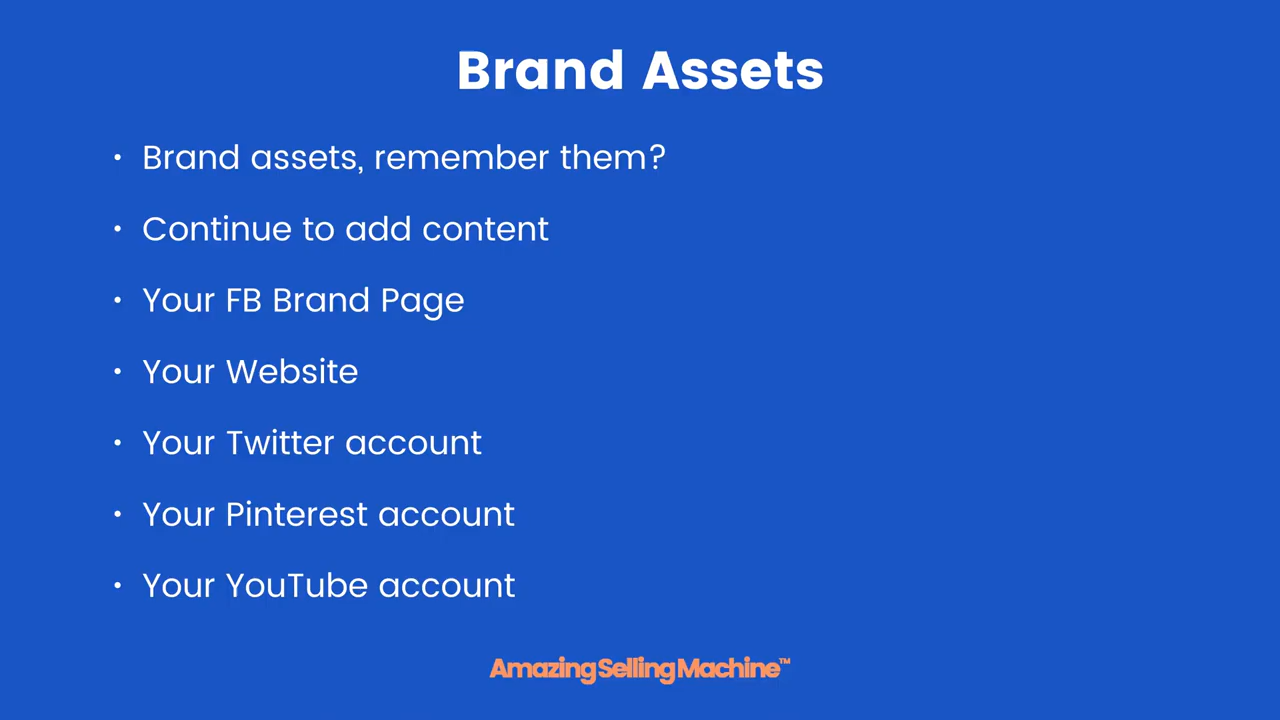 Brand Assets
• Brand assets, remember them?
• Continue to add content
• Your FB Brand Page
• Your Website
• Your Twitter account
• Your Pinterest account
• Your YouTube account
AmazingSellingMachine™